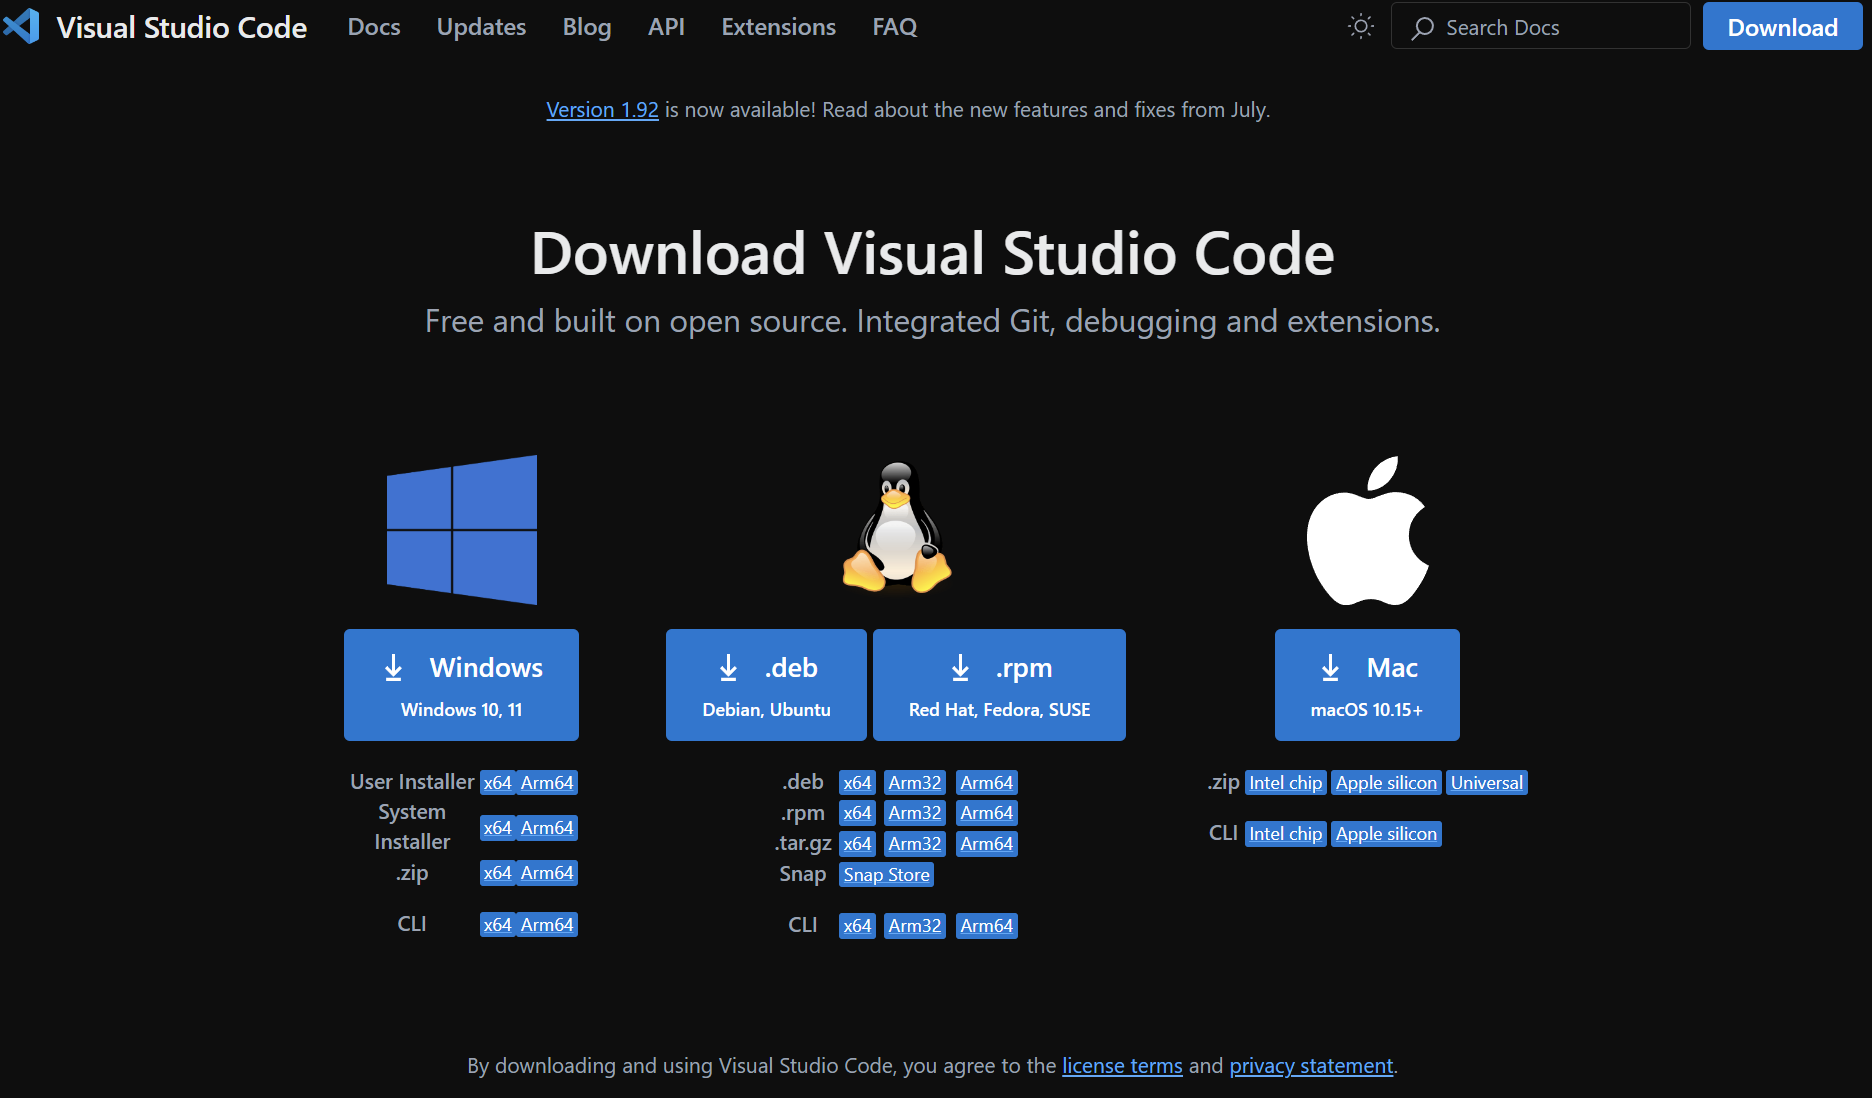 Visual Studio Code Docs Updates Blog API Extensions FAQ Search Docs Download
Version 1.92 is now available! Read about the new features and fixes from July.
Download Visual Studio Code
Free and built on open source. Integrated Git, debugging and extensions.
Windows
Windows 10, 11
User Installer x64 Arm64
System
Installer x64 Arm64
.zip x64 Arm64
CLI x64 Arm64
.deb
Debian, Ubuntu
.rpm
Red Hat, Fedora, SUSE
.deb x64 Arm32 Arm64
.rpm x64 Arm32 Arm64
.tar.gz x64 Arm32 Arm64
Snap Snap Store
CLI x64 Arm32 Arm64
Mac
macOS 10.15+
.zip Intel chip Apple silicon Universal
CLI Intel chip Apple silicon
By downloading and using Visual Studio Code, you agree to the license terms and privacy statement.